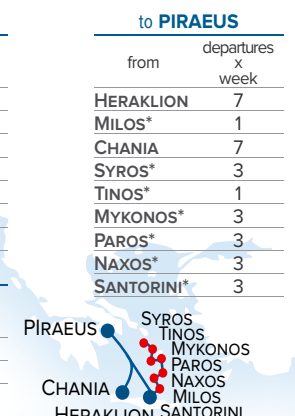 to PIRAEUS
from departures x week
HERAKLION 7
MILOS* 1
CHANIA 7
SYROS* 3
TINOS* 1
MYKONOS* 3
PAROS* 3
NAXOS* 3
SANTORINI* 3
PIRAEUS
SYROS
TINOS
MYKONOS
PAROS
NAXOS
CHANIA
MILOS
HERAKLION SANTORINI